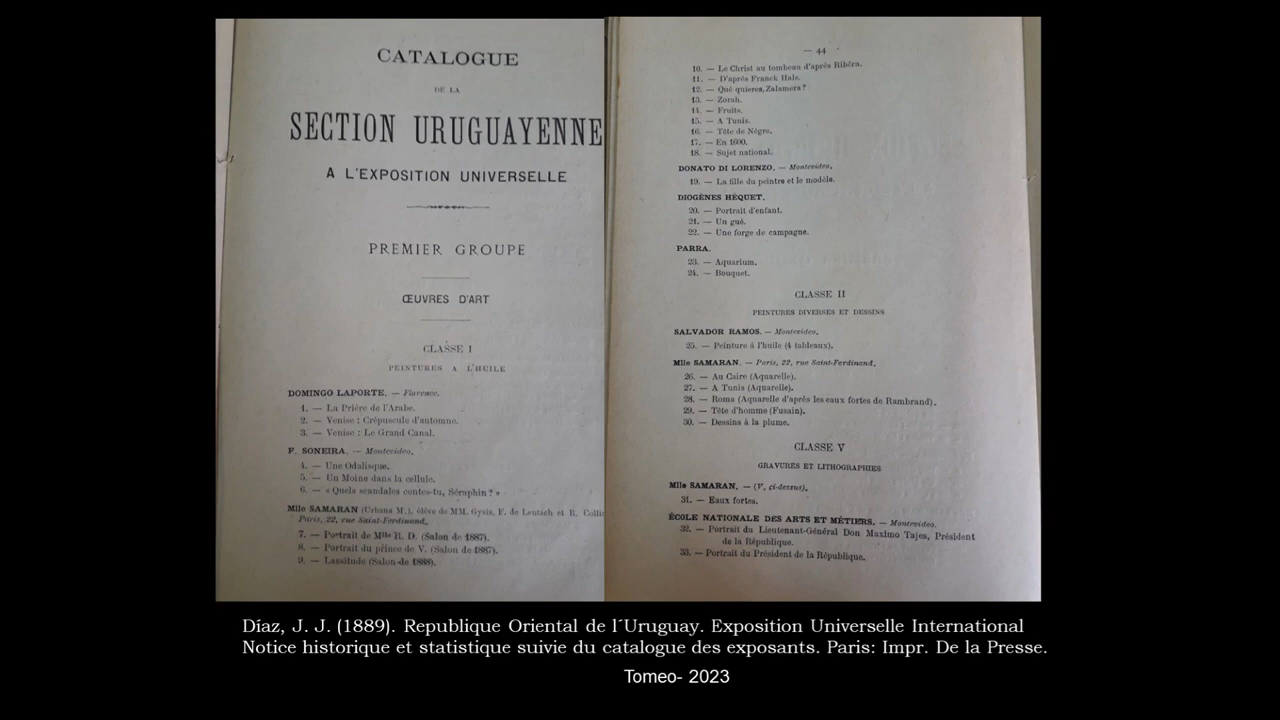 CATALOGUE
DE LA
SECTION URUGUAYENNE
A L'EXPOSITION UNIVERSELLE
PREMIER GROUPE
ŒUVRES D'ART
CLASSE I
PEINTURES A L'HUILE
DOMINGO LAPORTE. — Florence.
1. — La Prière de l'Arabe.
2. — Venise : Crépuscule d'automne.
3. — Venise : Le Grand Canal.
F. SONEIRA. — Montevideo.
4. — Une Odalisque.
5. — Un Moine dans la cellule.
6. — « Quels scandales contes-tu, Séraphin ? »
Mlle SAMARAN (Urbana M.), élève de MM. Gysis, F. de Lentach et R. Collin
Paris, 22, rue Saint-Ferdinand.
7. — Portrait de Mlle R. D. (Salon de 1887).
8. — Portrait du prince de V. (Salon de 1887).
9. — Lassitude (Salon de 1888).
— 44
10. — Le Christ au tombeau d'après Ribéra.
11. — D'après Franck Hals.
12. — Qué quieres, Zalamera ?
13. — Zorah.
14. — Fruits.
15. — A Tunis.
16. — Tête de Nègre.
17. — En 1600.
18. — Sujet national.
DONATO DI LORENZO. — Montevideo.
19. — La fille du peintre et le modèle.
DIOGÈNES HÉQUET.
20. — Portrait d'enfant.
21. — Un gué.
22. — Une forge de campagne.
PARRA.
23. — Aquarium.
24. — Bouquet.
CLASSE II
PEINTURES DIVERSES ET DESSINS
SALVADOR RAMOS. — Montevideo.
25. — Peinture à l'huile (4 tableaux).
Mlle SAMARAN. — Paris, 22, rue Saint-Ferdinand.
26. — Au Caire (Aquarelle).
27. — A Tunis (Aquarelle).
28. — Roma (Aquarelle d'après les eaux fortes de Rambrand).
29. — Tête d'homme (Fusain).
30. — Dessins à la plume.
CLASSE V
GRAVURES ET LITHOGRAPHIES
Mlle SAMARAN. — (V. ci-dessus).
31. — Eaux fortes.
ÉCOLE NATIONALE DES ARTS ET MÉTIERS. — Montevideo.
32. — Portrait du Lieutenant-Général Don Maximo Tajes, Président
de la République.
33. — Portrait du Président de la République.
Díaz, J. J. (1889). Republique Oriental de l´Uruguay. Exposition Universelle International
Notice historique et statistique suivie du catalogue des exposants. Paris: Impr. De la Presse.
Tomeo- 2023